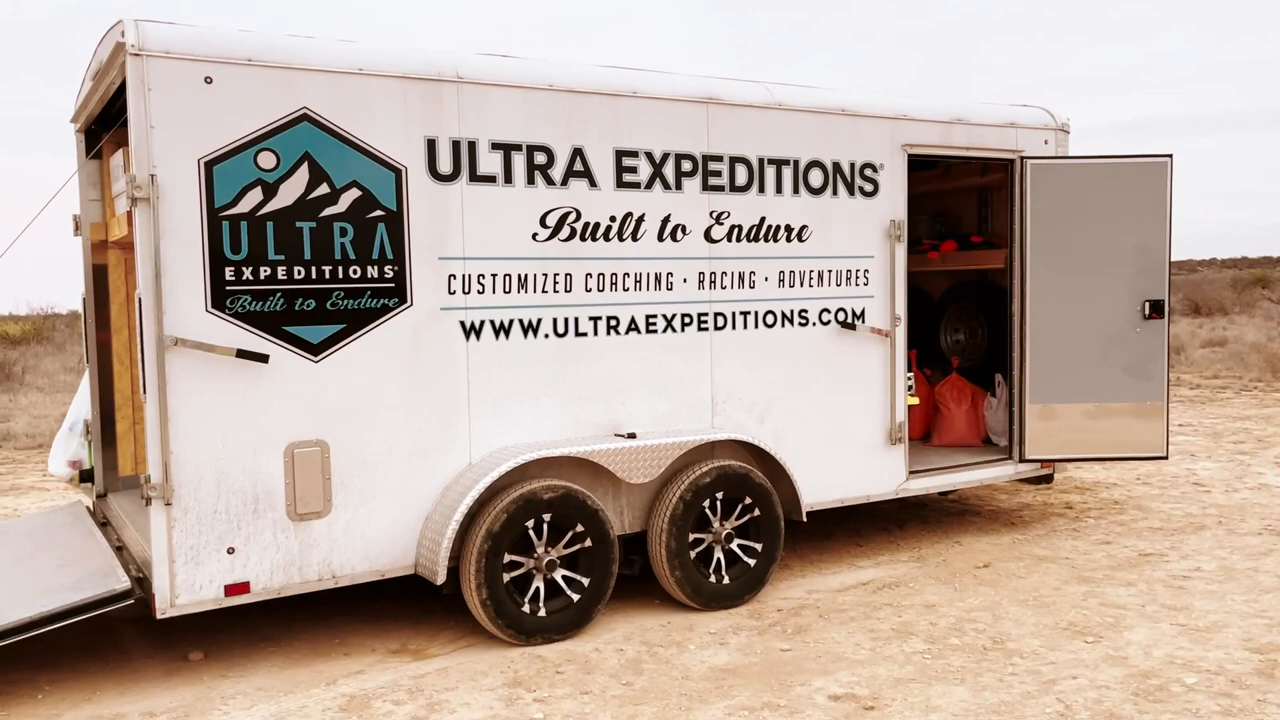 ULTRA
EXPEDITIONS®
Built to Endure
ULTRA EXPEDITIONS®
Built to Endure
CUSTOMIZED COACHING • RACING • ADVENTURES
WWW.ULTRAEXPEDITIONS.COM